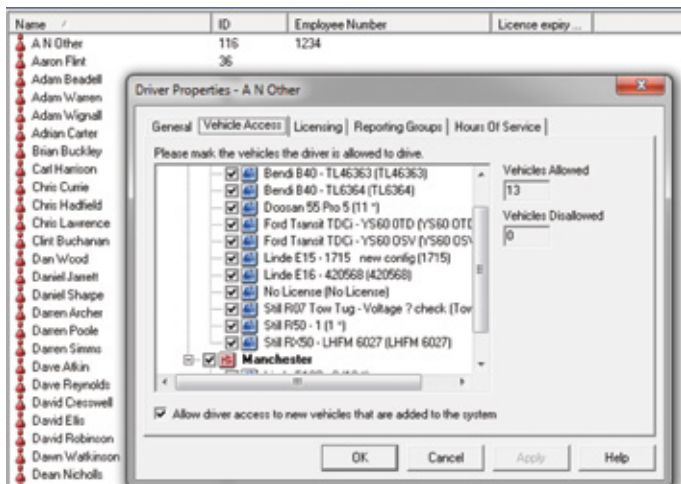 Name / ID Employee Number License expiry ...
A N Other 116 1234
Aaron Flint 36
Adam Beadell
Adam Warren
Adam Wignall
Adrian Carter
Brian Buckley
Carl Harrison
Chris Currie
Chris Hadfield
Chris Lawrence
Clint Buchanan
Dan Wood
Daniel Jarrett
Daniel Sharpe
Darren Archer
Darren Poole
Darren Simms
Dave Atkin
Dave Reynolds
David Cresswell
David Ellis
David Robinson
Dawn Watkinson
Dean Nicholls
Driver Properties - A N Other
General Vehicle Access Licensing Reporting Groups Hours Of Service
Please mark the vehicles the driver is allowed to drive.
Bendi B40 - TL46363 (TL46363)
Bendi B40 - TL6364 (TL6364)
Doosan 55 Pro 5 (11 *)
Ford Transit TDCi - YS60 0TD (YS60 0TD
Ford Transit TDCi - YS60 0SV (YS60 0SV
Linde E15 - 1715 new config (1715)
Linde E16 - 420568 (420568)
No License (No License)
Still R07 Tow Tug - Voltage ? check (Tow
Still R50 - 1 (1 *)
Still RX50 - LHFM 6027 (LHFM 6027)
Manchester
Vehicles Allowed
13
Vehicles Disallowed
0
Allow driver access to new vehicles that are added to the system
OK Cancel Apply Help